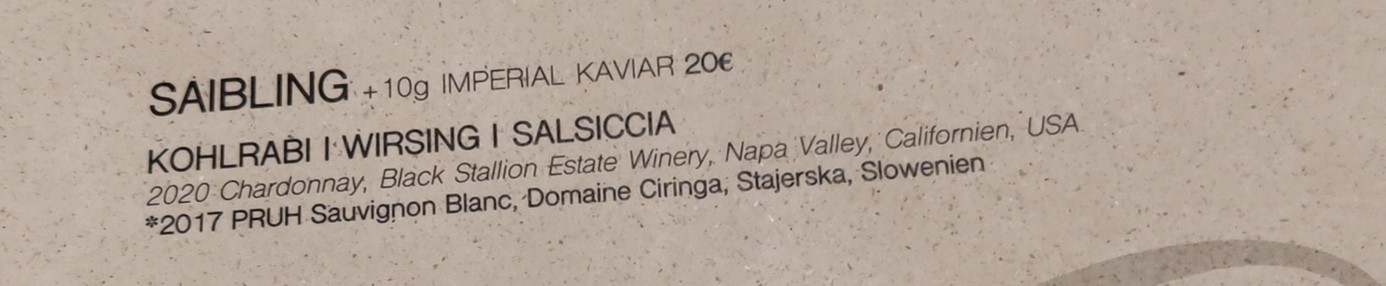 SAIBLING +10g IMPERIAL KAVIAR 20€
KOHLRABI I WIRSING I SALSICCIA
2020 Chardonnay, Black Stallion Estate Winery, Napa Valley, Californien, USA
*2017 PRUH Sauvignon Blanc, Domaine Ciringa, Stajerska, Slowenien